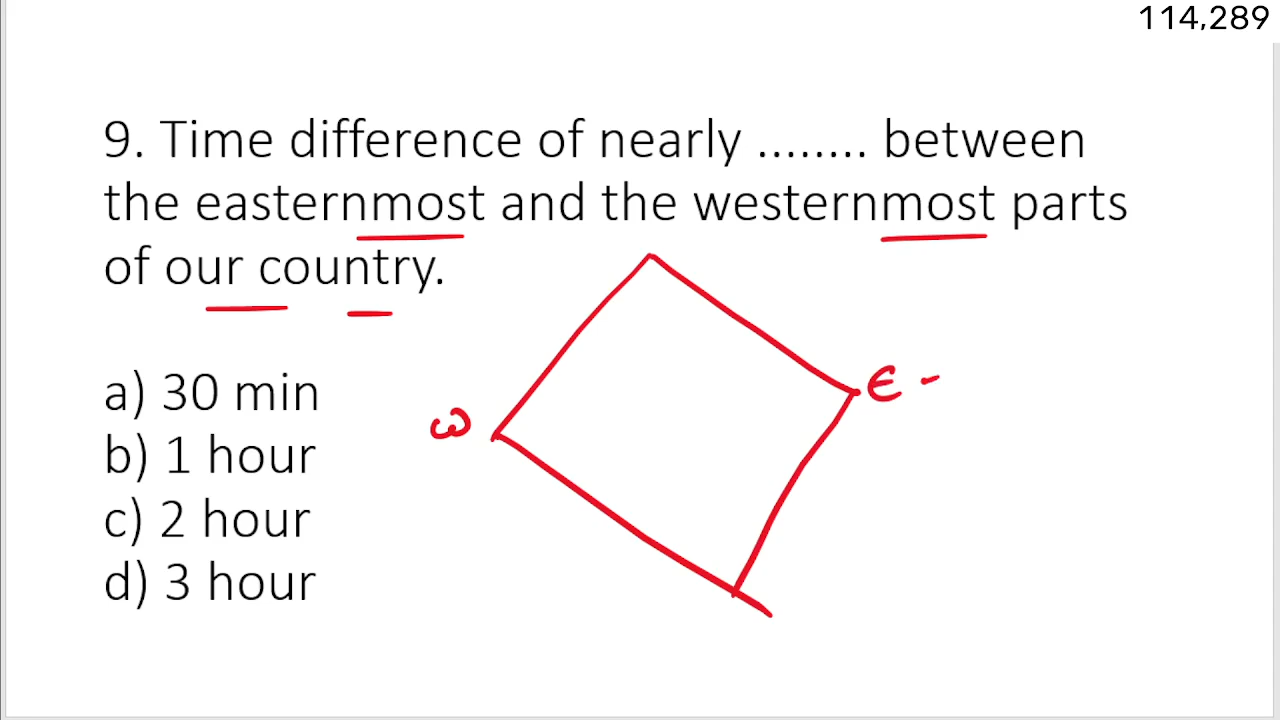 114,289
9. Time difference of nearly ........ between
the easternmost and the westernmost parts
of our country.
a) 30 min
b) 1 hour
c) 2 hour
d) 3 hour
W
E -